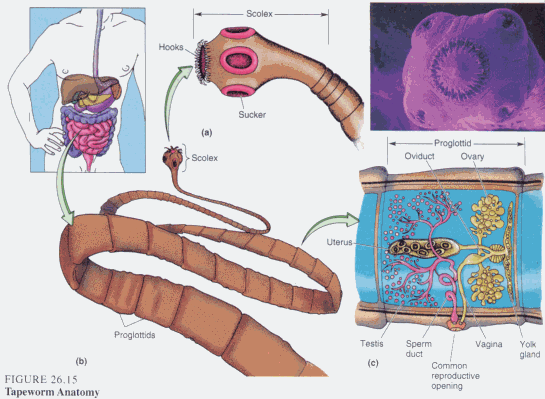 Scolex
Hooks
Sucker
(a)
Scolex
Proglottid
Oviduct
Ovary
Uterus
Proglottids
(b)
Testis
Sperm
duct
Vagina
Yolk
gland
(c)
Common
reproductive
opening
FIGURE 26.15
Tapeworm Anatomy